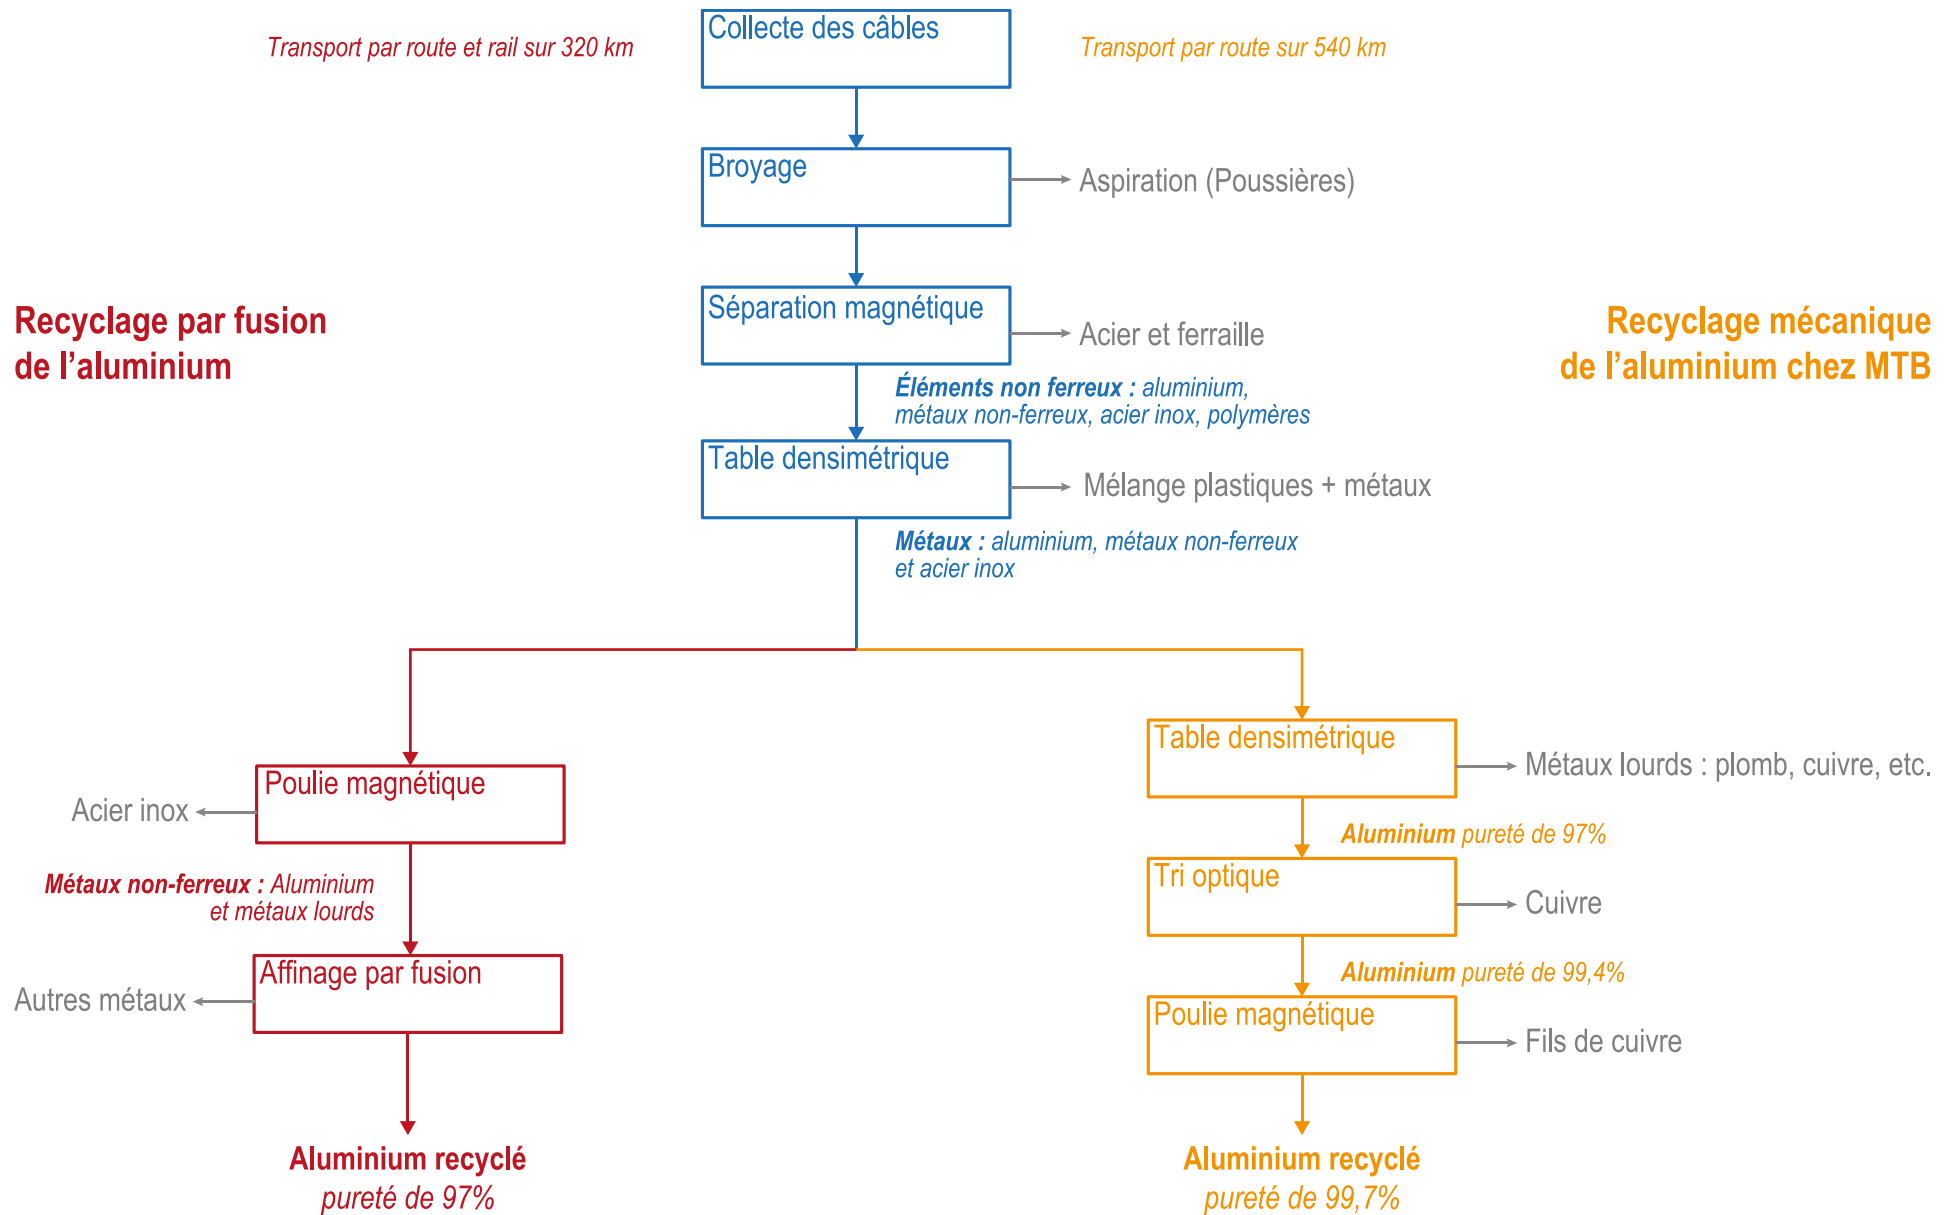 Transport par route et rail sur 320 km
Collecte des câbles
Transport par route sur 540 km
Broyage
Aspiration (Poussières)
Séparation magnétique
Acier et ferraille
Recyclage par fusion
de l'aluminium
Recyclage mécanique
de l'aluminium chez MTB
Éléments non ferreux : aluminium,
métaux non-ferreux, acier inox, polymères
Table densimétrique
Mélange plastiques + métaux
Métaux : aluminium, métaux non-ferreux
et acier inox
Poulie magnétique
Acier inox
Métaux non-ferreux : Aluminium
et métaux lourds
Affinage par fusion
Autres métaux
Aluminium recyclé
pureté de 97%
Table densimétrique
Métaux lourds : plomb, cuivre, etc.
Aluminium pureté de 97%
Tri optique
Cuivre
Aluminium pureté de 99,4%
Poulie magnétique
Fils de cuivre
Aluminium recyclé
pureté de 99,7%